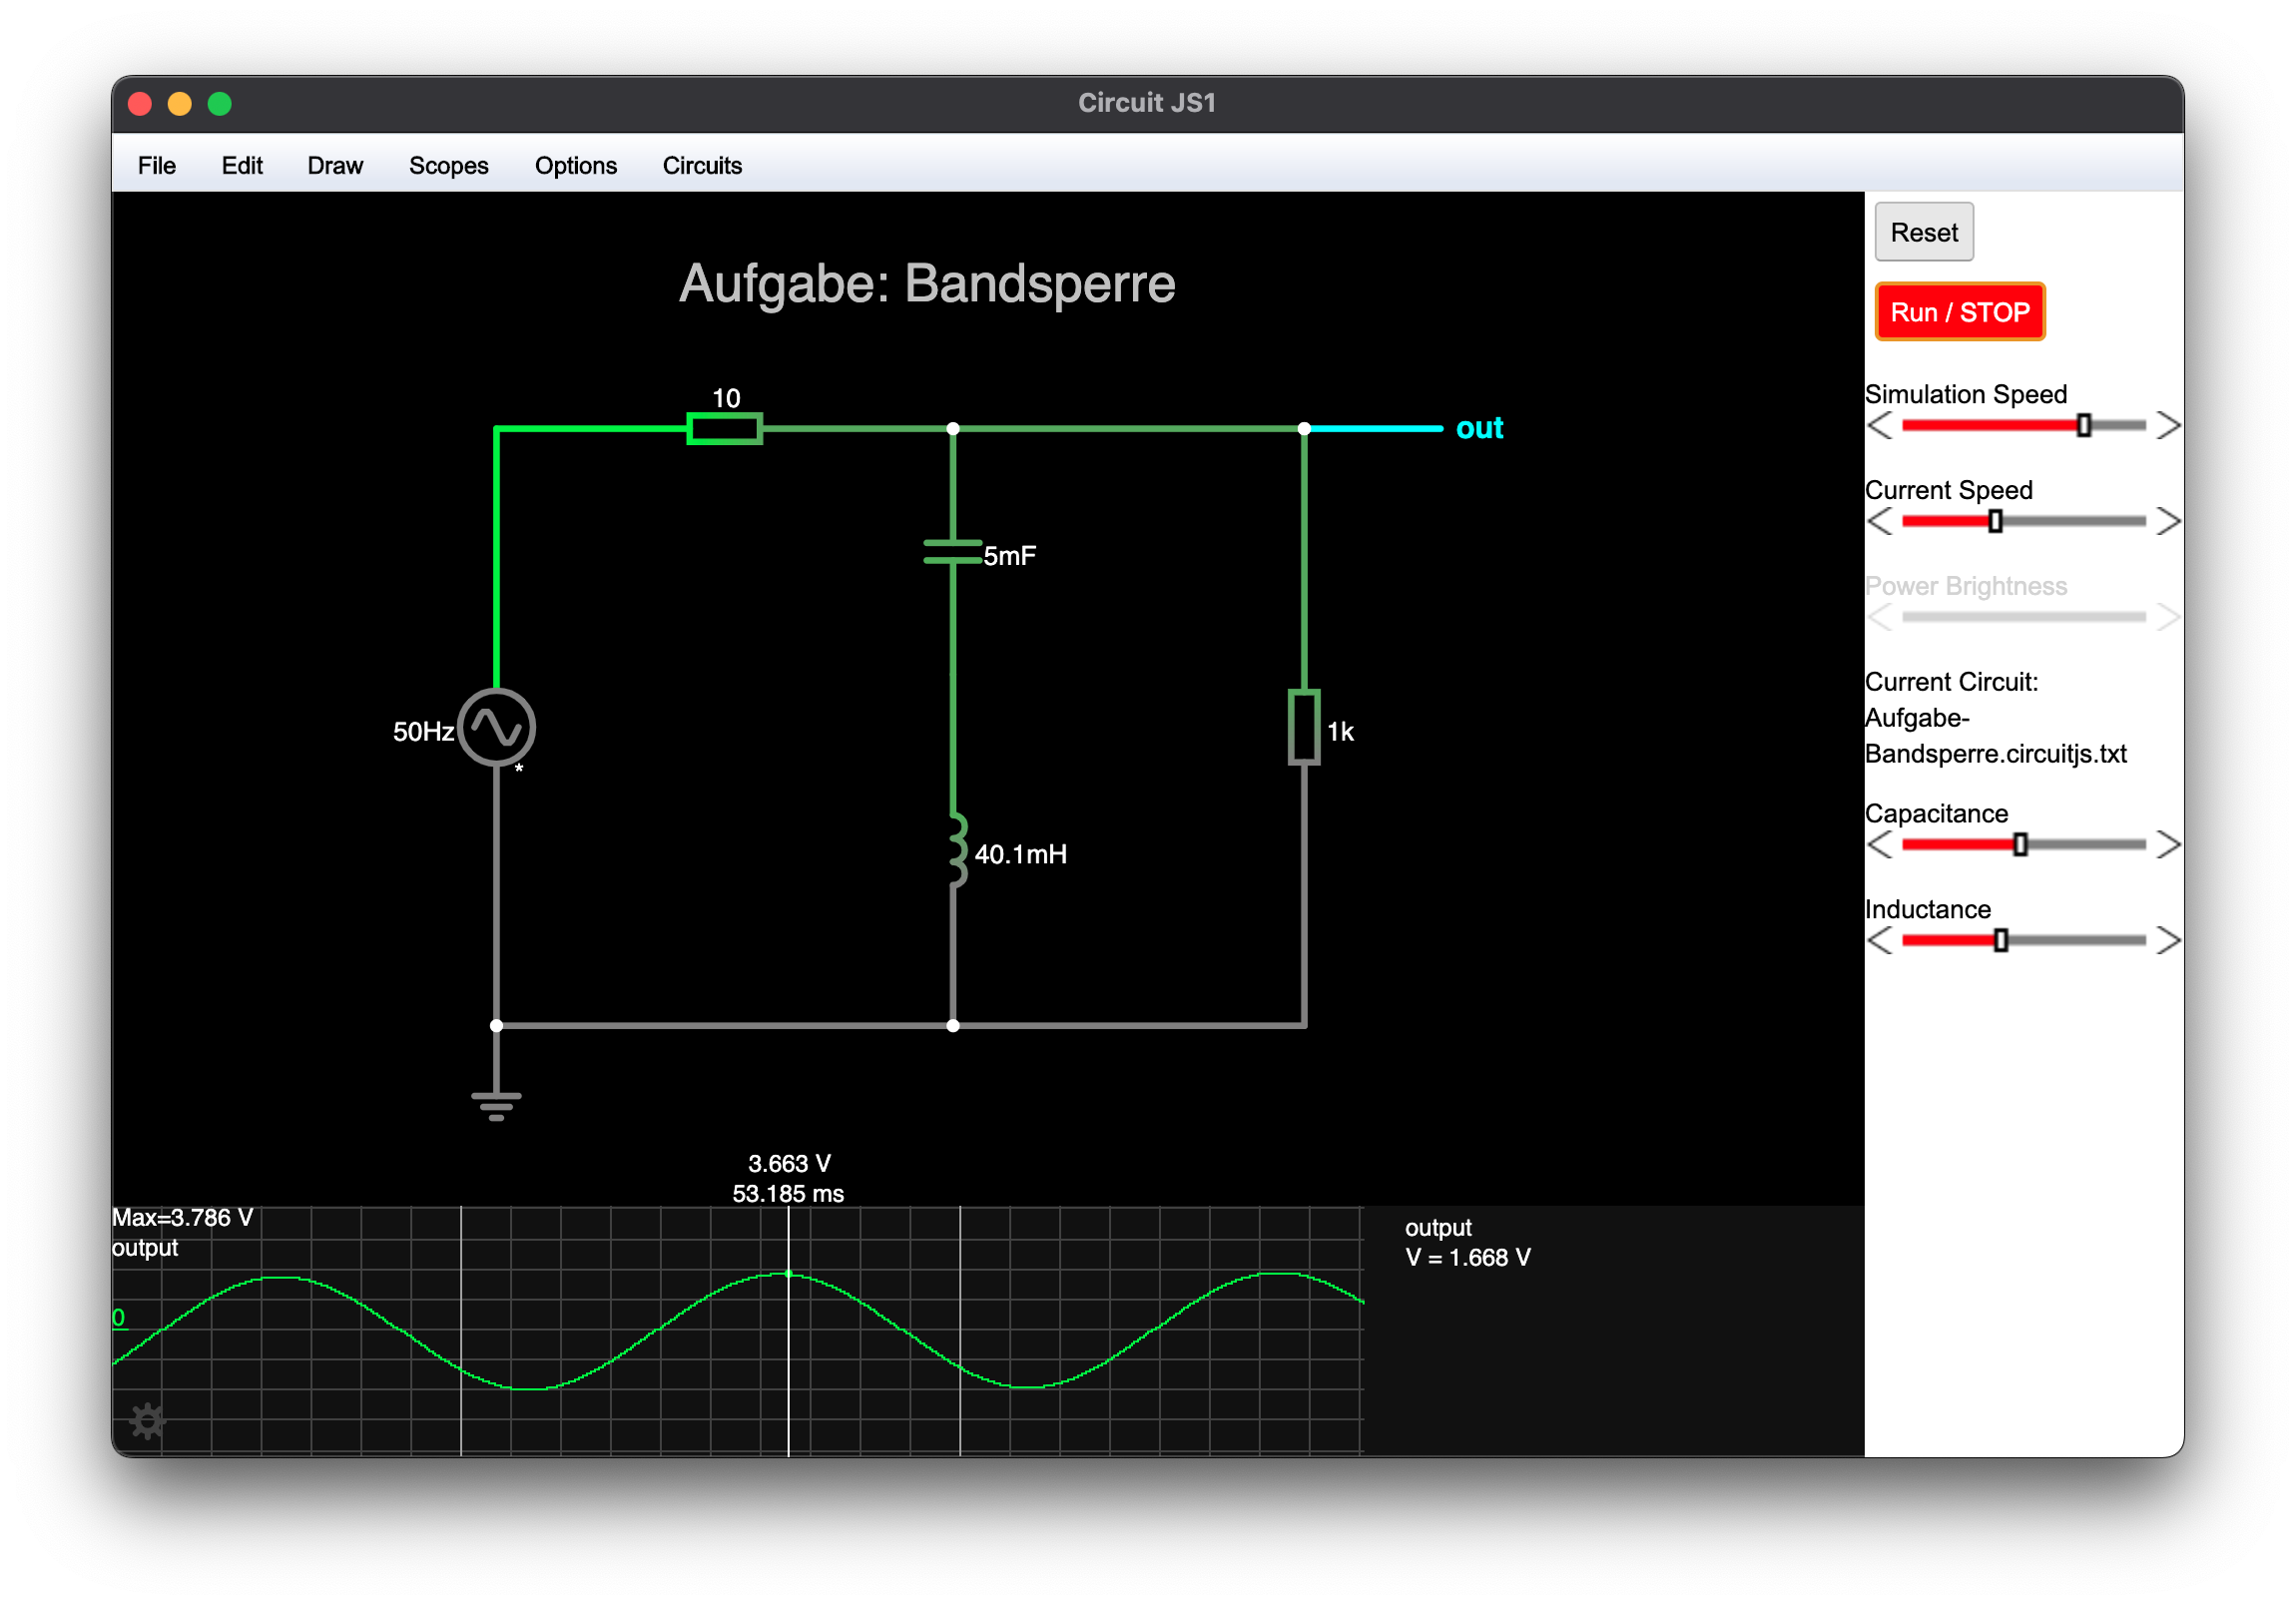 Circuit JS1
File Edit Draw Scopes Options Circuits
Reset
Run / STOP
Simulation Speed
Current Speed
Power Brightness
Current Circuit:
Aufgabe-
Bandsperre.circuitjs.txt
Capacitance
Inductance
Aufgabe: Bandsperre
10
out
5mF
50Hz
*
1k
40.1mH
3.663 V
53.185 ms
Max=3.786 V
output
0
output
V = 1.668 V